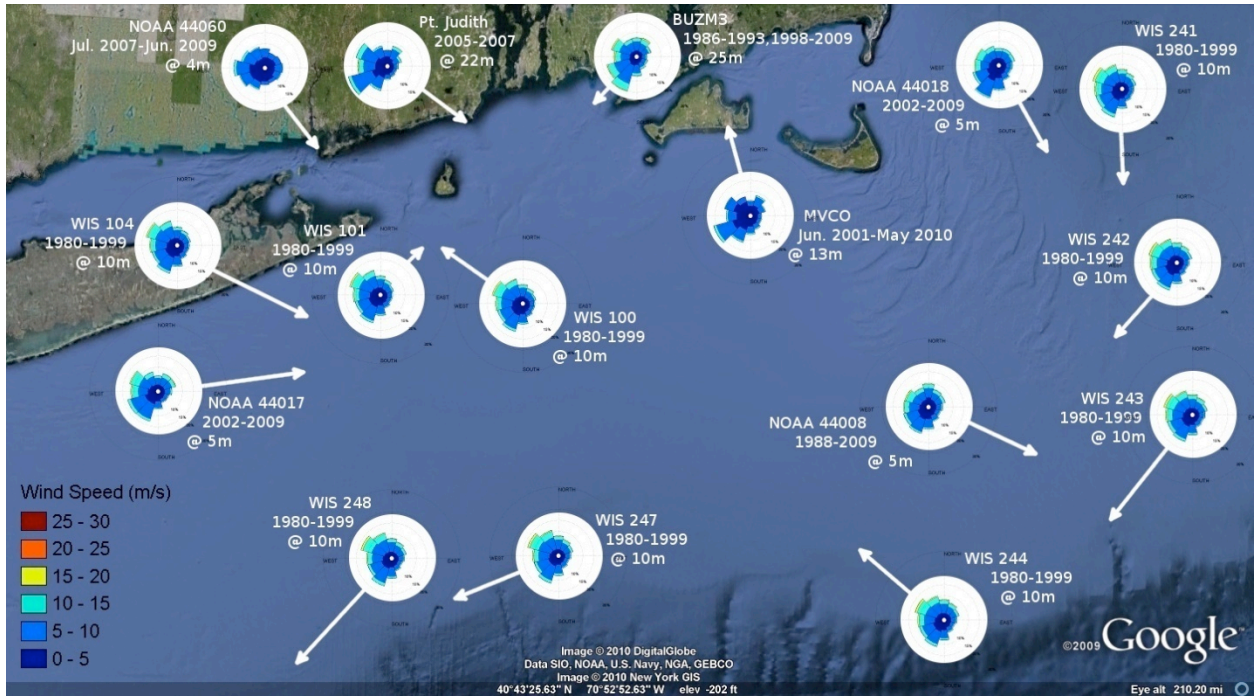 NOAA 44060
Jul. 2007-Jun. 2009
@ 4m
Pt. Judith
2005-2007
@ 22m
BUZM3
1986-1993,1998-2009
@ 25m
NOAA 44018
2002-2009
@ 5m
WIS 241
1980-1999
@ 10m
WIS 104
1980-1999
@ 10m
WIS 101
1980-1999
@ 10m
WIS 100
1980-1999
@ 10m
MVCO
Jun. 2001-May 2010
@ 13m
WIS 242
1980-1999
@ 10m
NOAA 44017
2002-2009
@ 5m
NOAA 44008
1988-2009
@ 5m
WIS 243
1980-1999
@ 10m
Wind Speed (m/s)
25 - 30
20 - 25
15 - 20
10 - 15
5 - 10
0 - 5
WIS 248
1980-1999
@ 10m
WIS 247
1980-1999
@ 10m
WIS 244
1980-1999
@ 10m
©2009 Google™
Image © 2010 DigitalGlobe
Data SIO, NOAA, U.S. Navy, NGA, GEBCO
Image © 2010 New York GIS
40°43'25.63" N 70°52'52.63" W elev -202 ft
Eye alt 210.20 mi